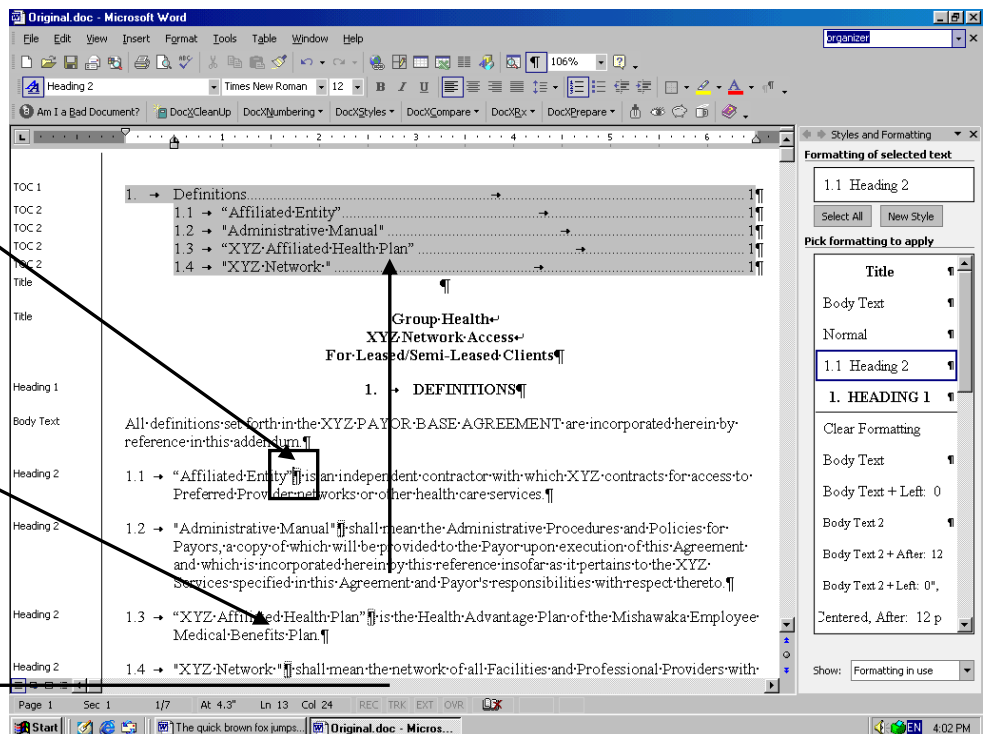 Original.doc - Microsoft Word
File Edit View Insert Format Tools Table Window Help organizer
106%
Heading 2 Times New Roman 12 B I U
Am I a Bad Document? DocXCleanUp DocXNumbering DocXStyles DocXCompare DocXRx DocXPrepare
1 2 3 4 5 6
Styles and Formatting
Formatting of selected text
1.1 Heading 2
Select All New Style
Pick formatting to apply
Title ¶
Body Text ¶
Normal ¶
1.1 Heading 2 ¶
1. HEADING 1 ¶
Clear Formatting
Body Text ¶
Body Text + Left: 0
Body Text 2 ¶
Body Text 2 + After: 12
Body Text 2 + Left: 0",
Centered, After: 12 p
Show: Formatting in use
TOC 1 1. → Definitions → 1¶
TOC 2 1.1 → “Affiliated·Entity” → 1¶
TOC 2 1.2 → "Administrative·Manual" → 1¶
TOC 2 1.3 → “XYZ·Affiliated·Health·Plan” → 1¶
TOC 2 1.4 → "XYZ·Network·" → 1¶
Title ¶
Title Group·Health↵
XYZ·Network·Access↵
For·Leased/Semi-Leased·Clients¶
Heading 1 1. → DEFINITIONS¶
Body Text All·definitions·set·forth·in·the·XYZ·PAYOR·BASE·AGREEMENT·are·incorporated·herein·by·
reference·in·this·addendum.¶
Heading 2 1.1 → “Affiliated·Entity”¶·is·an·independent·contractor·with·which·XYZ·contracts·for·access·to·
Preferred·Provider·networks·or·other·health·care·services.¶
Heading 2 1.2 → "Administrative·Manual"¶·shall·mean·the·Administrative·Procedures·and·Policies·for·
Payors,·a·copy·of·which·will·be·provided·to·the·Payor·upon·execution·of·this·Agreement·
and·which·is·incorporated·herein·by·this·reference·insofar·as·it·pertains·to·the·XYZ·
Services·specified·in·this·Agreement·and·Payor's·responsibilities·with·respect·thereto.¶
Heading 2 1.3 → “XYZ·Affiliated·Health·Plan”¶·is·the·Health·Advantage·Plan·of·the·Mishawaka·Employee·
Medical·Benefits·Plan.¶
Heading 2 1.4 → "XYZ·Network·"¶·shall·mean·the·network·of·all·Facilities·and·Professional·Providers·with·
Page 1 Sec 1 1/7 At 4.3" Ln 13 Col 24 REC TRK EXT OVR
Start The quick brown fox jumps... Original.doc - Micros... EN 4:02 PM